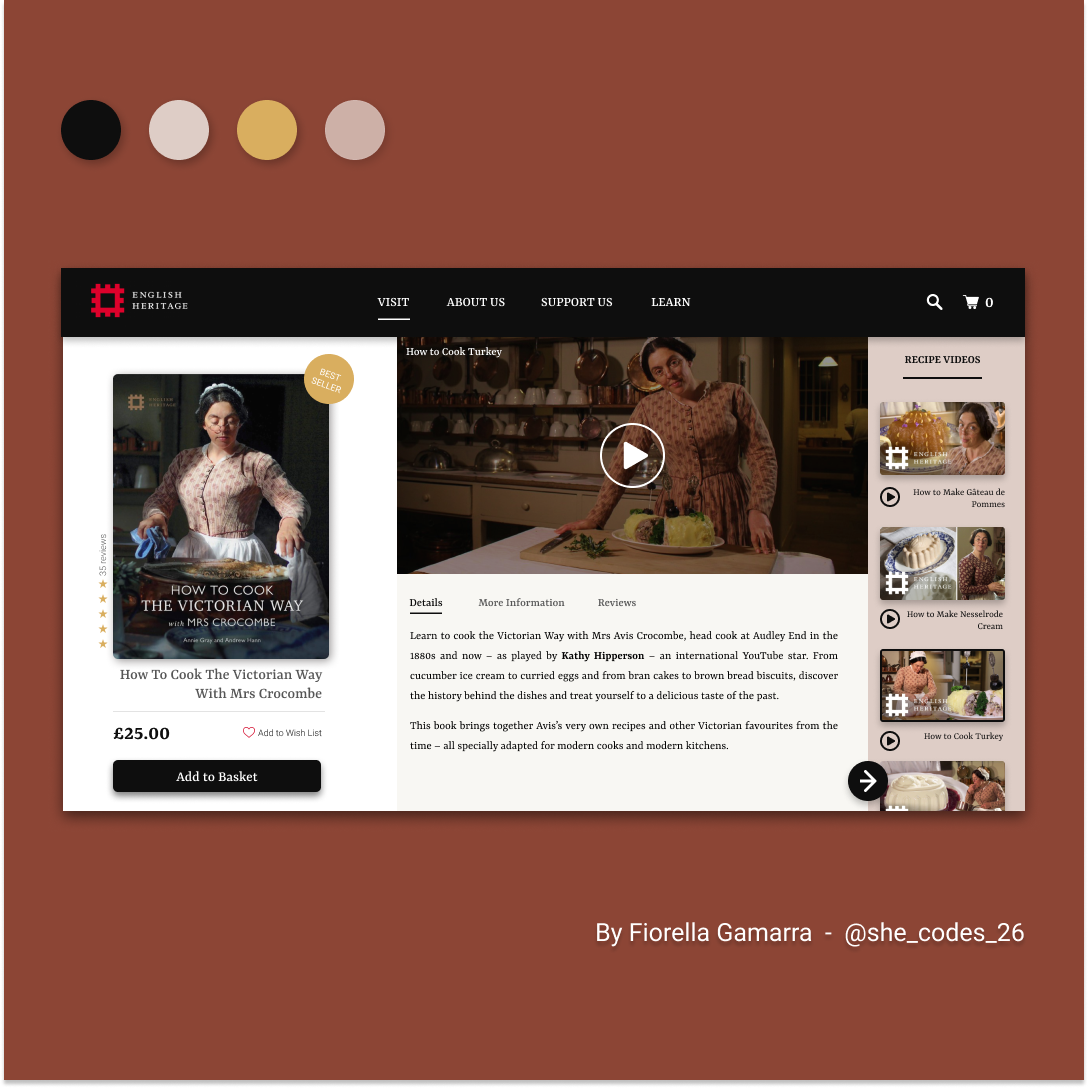 ENGLISH
HERITAGE
VISIT
ABOUT US
SUPPORT US
LEARN
0
BEST
SELLER
ENGLISH
HERITAGE
35 reviews
HOW TO COOK
THE VICTORIAN WAY
with MRS CROCOMBE
Annie Gray and Andrew Hann
How To Cook The Victorian Way
With Mrs Crocombe
£25.00
Add to Wish List
Add to Basket
How to Cook Turkey
Details
More Information
Reviews
Learn to cook the Victorian Way with Mrs Avis Crocombe, head cook at Audley End in the
1880s and now – as played by Kathy Hipperson – an international YouTube star. From
cucumber ice cream to curried eggs and from bran cakes to brown bread biscuits, discover
the history behind the dishes and treat yourself to a delicious taste of the past.
This book brings together Avis’s very own recipes and other Victorian favourites from the
time – all specially adapted for modern cooks and modern kitchens.
RECIPE VIDEOS
ENGLISH
HERITAGE
How to Make Gâteau de
Pommes
ENGLISH
HERITAGE
How to Make Nesselrode
Cream
ENGLISH
HERITAGE
How to Cook Turkey
By Fiorella Gamarra - @she_codes_26